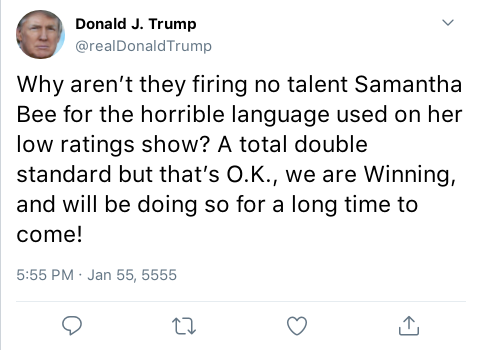 Donald J. Trump
@realDonaldTrump
Why aren’t they firing no talent Samantha
Bee for the horrible language used on her
low ratings show? A total double
standard but that’s O.K., we are Winning,
and will be doing so for a long time to
come!
5:55 PM · Jan 55, 5555